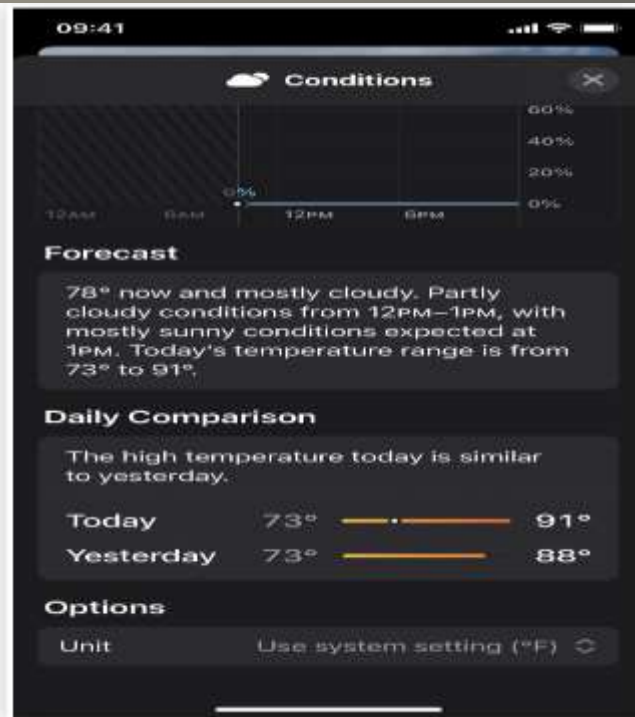 09:41
Conditions
60%
40%
20%
0%
0%
12AM 6AM 12PM 6PM
Forecast
78° now and mostly cloudy. Partly
cloudy conditions from 12PM–1PM, with
mostly sunny conditions expected at
1PM. Today's temperature range is from
73° to 91°.
Daily Comparison
The high temperature today is similar
to yesterday.
Today 73° 91°
Yesterday 73° 88°
Options
Unit Use system setting (°F)